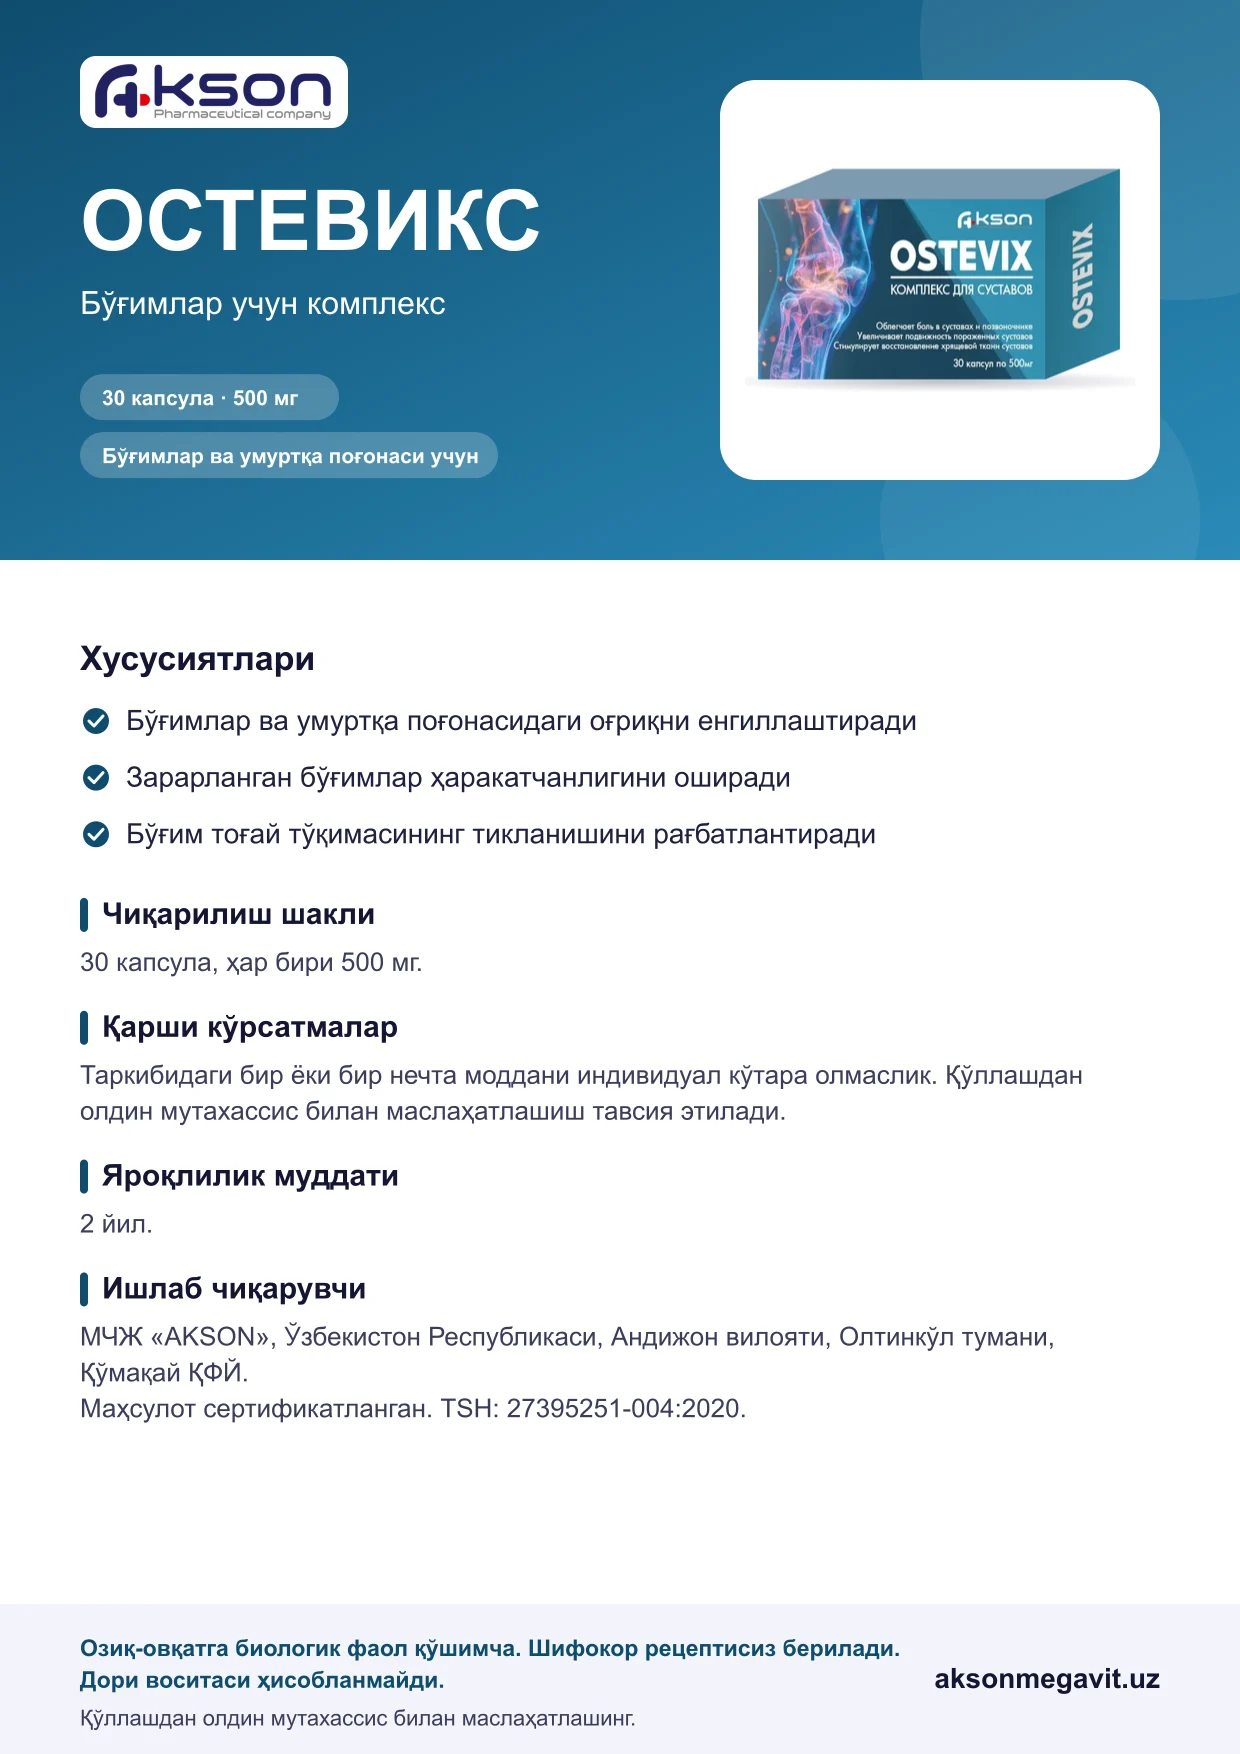 Akson
Pharmaceutical company
ОСТЕВИКС
Бўғимлар учун комплекс
30 капсула · 500 мг
Бўғимлар ва умуртқа поғонаси учун
Akson
OSTEVIX
КОМПЛЕКС ДЛЯ СУСТАВОВ
Облегчает боль в суставах и позвоночнике
Увеличивает подвижность пораженных суставов
Стимулирует восстановление хрящевой ткани суставов
30 капсул по 500мг
OSTEVIX
Хусусиятлари
Бўғимлар ва умуртқа поғонасидаги оғриқни енгиллаштиради
Зарарланган бўғимлар ҳаракатчанлигини оширади
Бўғим тоғай тўқимасининг тикланишини рағбатлантиради
Чиқарилиш шакли
30 капсула, ҳар бири 500 мг.
Қарши кўрсатмалар
Таркибидаги бир ёки бир нечта моддани индивидуал кўтара олмаслик. Қўллашдан
олдин мутахассис билан маслаҳатлашиш тавсия этилади.
Яроқлилик муддати
2 йил.
Ишлаб чиқарувчи
МЧЖ «AKSON», Ўзбекистон Республикаси, Андижон вилояти, Олтинкўл тумани,
Қўмақай ҚФЙ.
Маҳсулот сертификатланган. TSH: 27395251-004:2020.
Озиқ-овқатга биологик фаол қўшимча. Шифокор рецептисиз берилади.
Дори воситаси ҳисобланмайди.
Қўллашдан олдин мутахассис билан маслаҳатлашинг.
aksonmegavit.uz